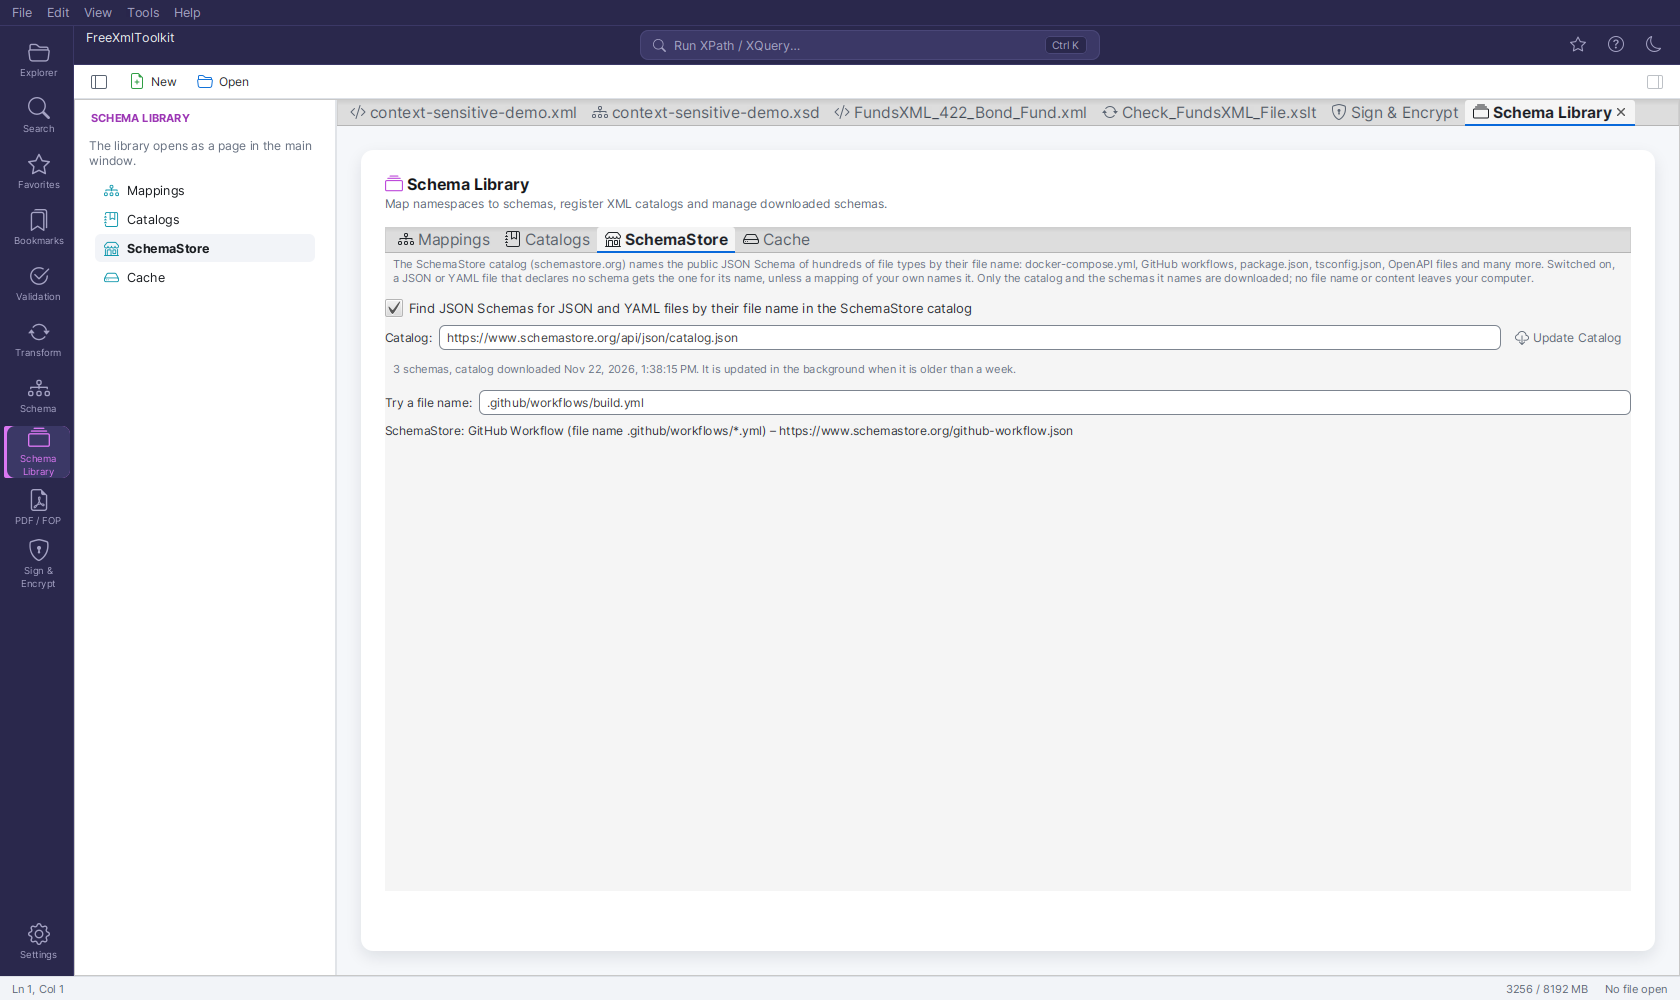 File Edit View Tools Help
FreeXmlToolkit
Run XPath / XQuery...
Ctrl K
New
Open
Explorer
Search
Favorites
Bookmarks
Validation
Transform
Schema
Schema
Library
PDF / FOP
Sign &
Encrypt
Settings
SCHEMA LIBRARY
The library opens as a page in the main
window.
Mappings
Catalogs
SchemaStore
Cache
context-sensitive-demo.xml
context-sensitive-demo.xsd
FundsXML_422_Bond_Fund.xml
Check_FundsXML_File.xslt
Sign & Encrypt
Schema Library
Schema Library
Map namespaces to schemas, register XML catalogs and manage downloaded schemas.
Mappings
Catalogs
SchemaStore
Cache
The SchemaStore catalog (schemastore.org) names the public JSON Schema of hundreds of file types by their file name: docker-compose.yml, GitHub workflows, package.json, tsconfig.json, OpenAPI files and many more. Switched on,
a JSON or YAML file that declares no schema gets the one for its name, unless a mapping of your own names it. Only the catalog and the schemas it names are downloaded; no file name or content leaves your computer.
Find JSON Schemas for JSON and YAML files by their file name in the SchemaStore catalog
Catalog: https://www.schemastore.org/api/json/catalog.json
Update Catalog
3 schemas, catalog downloaded Nov 22, 2026, 1:38:15 PM. It is updated in the background when it is older than a week.
Try a file name: .github/workflows/build.yml
SchemaStore: GitHub Workflow (file name .github/workflows/*.yml) – https://www.schemastore.org/github-workflow.json
Ln 1, Col 1
3256 / 8192 MB
No file open